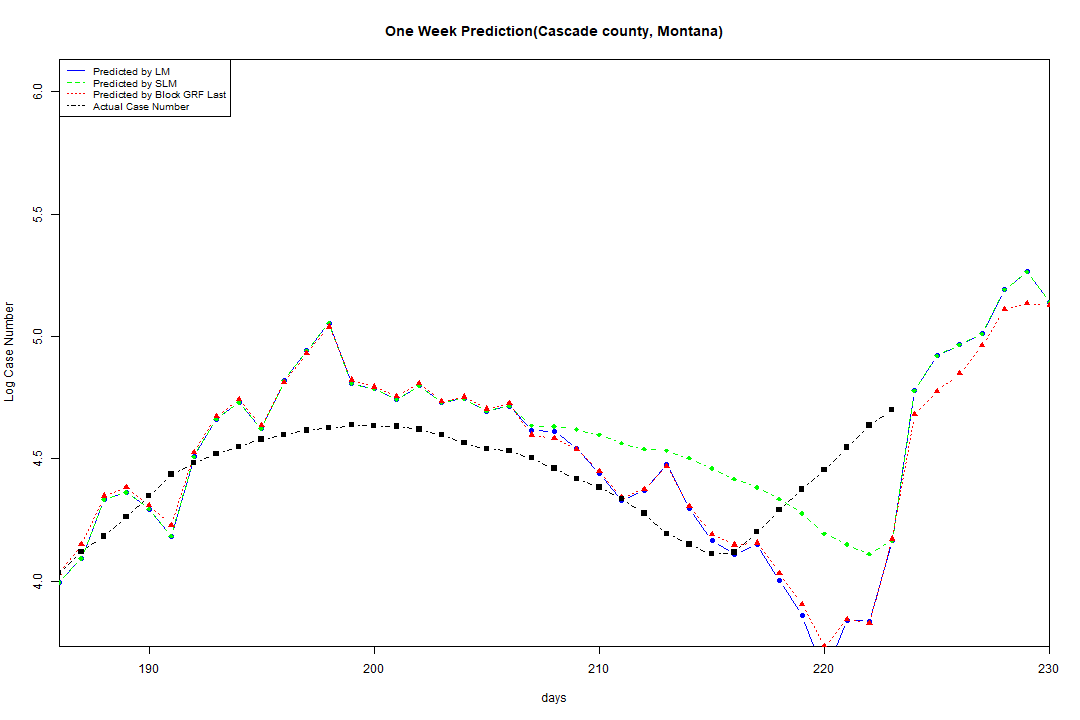 One Week Prediction(Cascade county, Montana)
Predicted by LM
Predicted by SLM
Predicted by Block GRF Last
Actual Case Number
6.0
5.5
5.0
4.5
4.0
Log Case Number
190
200
210
220
230
days